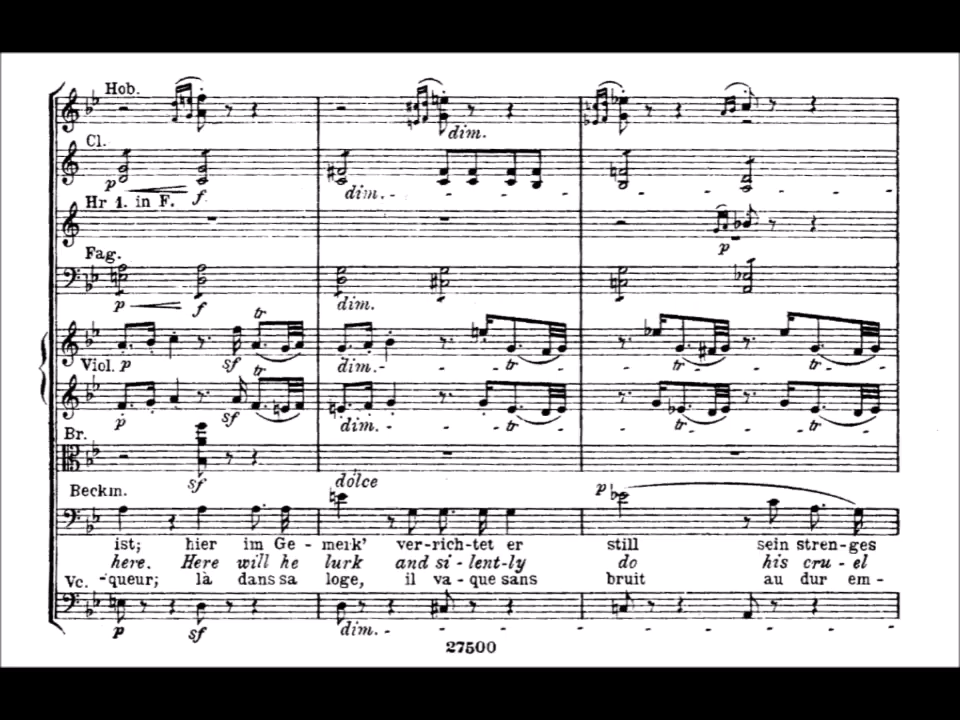 Hob.
dim.
Cl.
p f dim.
Hr 1. in F.
p
Fag.
p f dim.
tr
Viol. p sf dim. tr tr tr
tr
p sf dim. tr tr tr
Br.
sf
Beckm. dolce p
ist; hier im Ge - merk' ver-rich-tet er still sein stren-ges
here. Here will he lurk and si - lent-ly do his cru - el
-queur; là dans sa loge, il va - que sans bruit au dur em -
Vc.
p sf dim.
27500